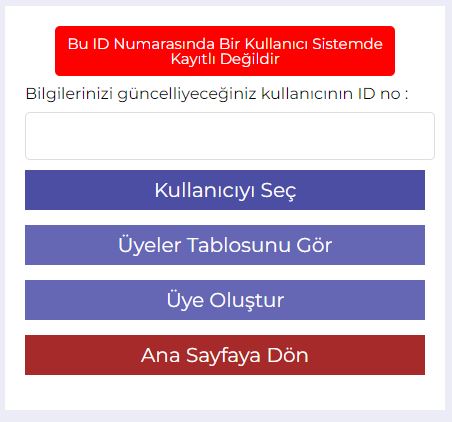 Bu ID Numarasında Bir Kullanıcı Sistemde
Kayıtlı Değildir
Bilgilerinizi güncelliyeceğiniz kullanıcının ID no :
Kullanıcıyı Seç
Üyeler Tablosunu Gör
Üye Oluştur
Ana Sayfaya Dön